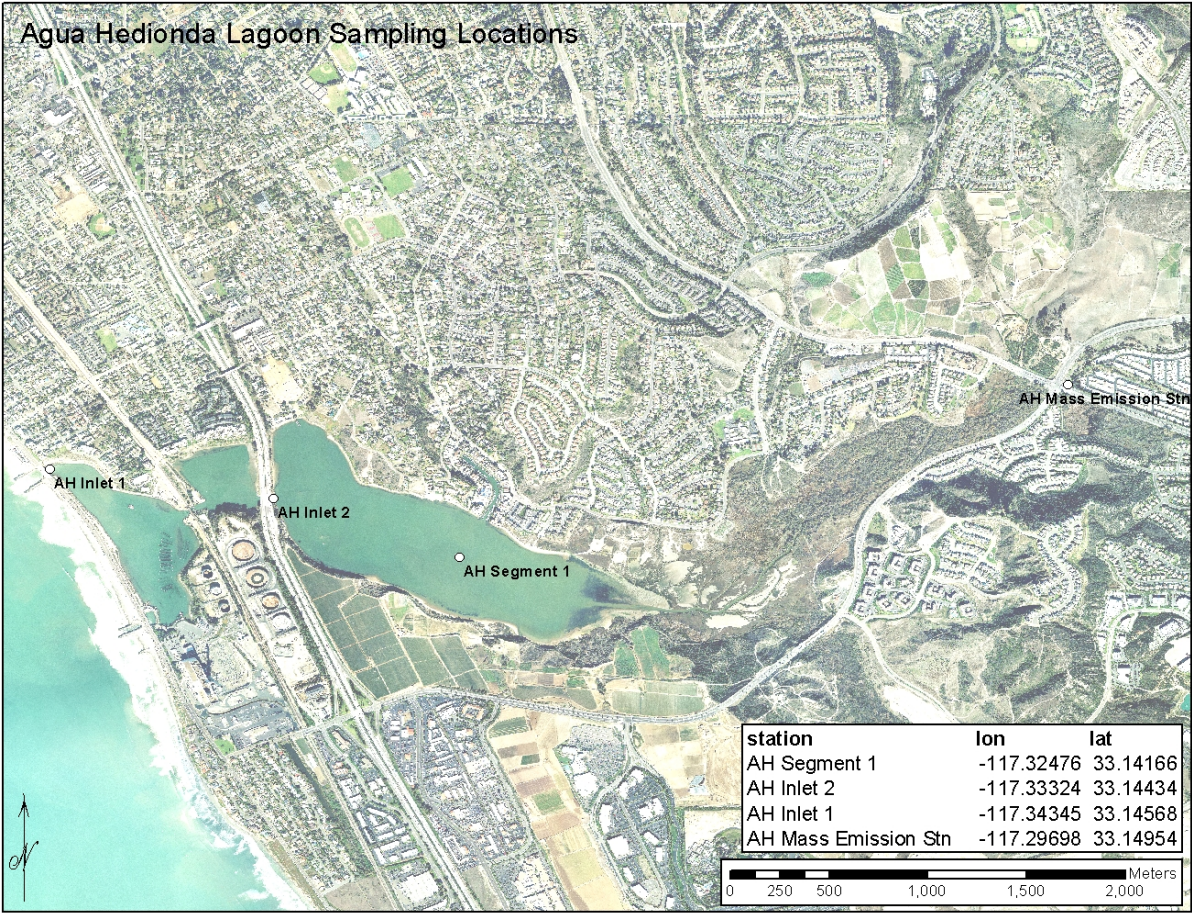 Agua Hedionda Lagoon Sampling Locations
AH Mass Emission Stn
AH Inlet 1
AH Inlet 2
AH Segment 1
station lon lat
AH Segment 1 -117.32476 33.14166
AH Inlet 2 -117.33324 33.14434
AH Inlet 1 -117.34345 33.14568
AH Mass Emission Stn -117.29698 33.14954
N
Meters
0 250 500 1,000 1,500 2,000